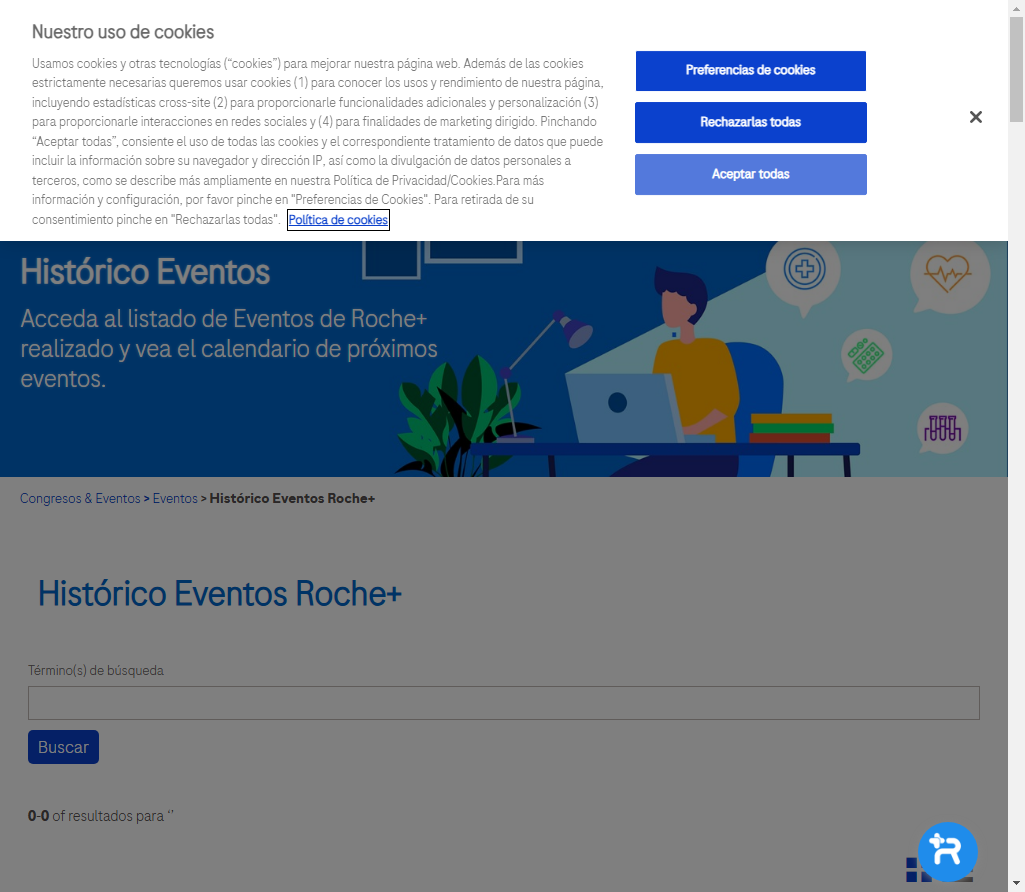 Nuestro uso de cookies
Usamos cookies y otras tecnologías (“cookies”) para mejorar nuestra página web. Además de las cookies
estrictamente necesarias queremos usar cookies (1) para conocer los usos y rendimiento de nuestra página,
incluyendo estadísticas cross-site (2) para proporcionarle funcionalidades adicionales y personalización (3)
para proporcionarle interacciones en redes sociales y (4) para finalidades de marketing dirigido. Pinchando
“Aceptar todas”, consiente el uso de todas las cookies y el correspondiente tratamiento de datos que puede
incluir la información sobre su navegador y dirección IP, así como la divulgación de datos personales a
terceros, como se describe más ampliamente en nuestra Política de Privacidad/Cookies.Para más
información y configuración, por favor pinche en "Preferencias de Cookies". Para retirada de su
consentimiento pinche en "Rechazarlas todas". Política de cookies
Preferencias de cookies
Rechazarlas todas
Aceptar todas
Histórico Eventos
Acceda al listado de Eventos de Roche+
realizado y vea el calendario de próximos
eventos.
Congresos & Eventos > Eventos > Histórico Eventos Roche+
Histórico Eventos Roche+
Término(s) de búsqueda
Buscar
0-0 of resultados para ‘’